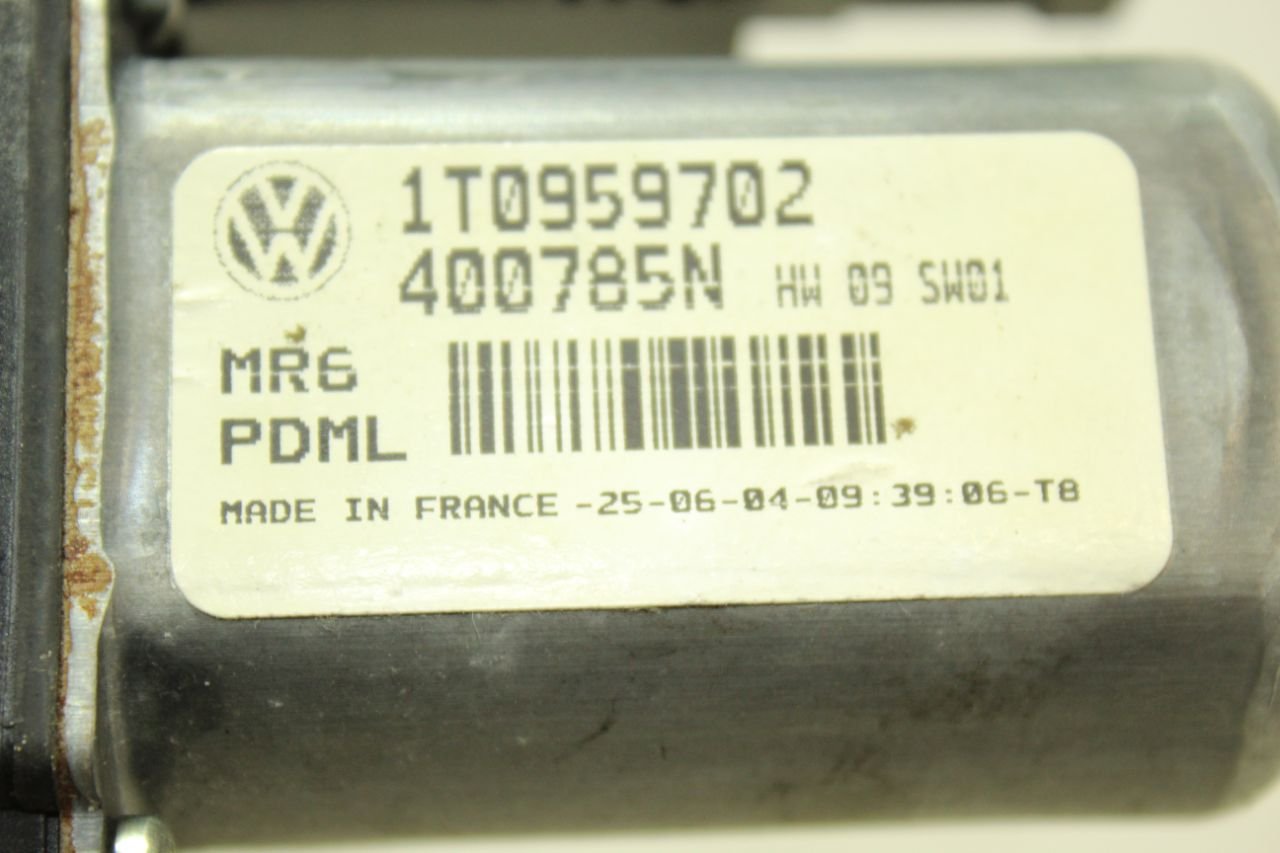 1T0959702
400785N HW 09 SW01
MR6
PDML
MADE IN FRANCE -25-06-04-09:39:06-T8